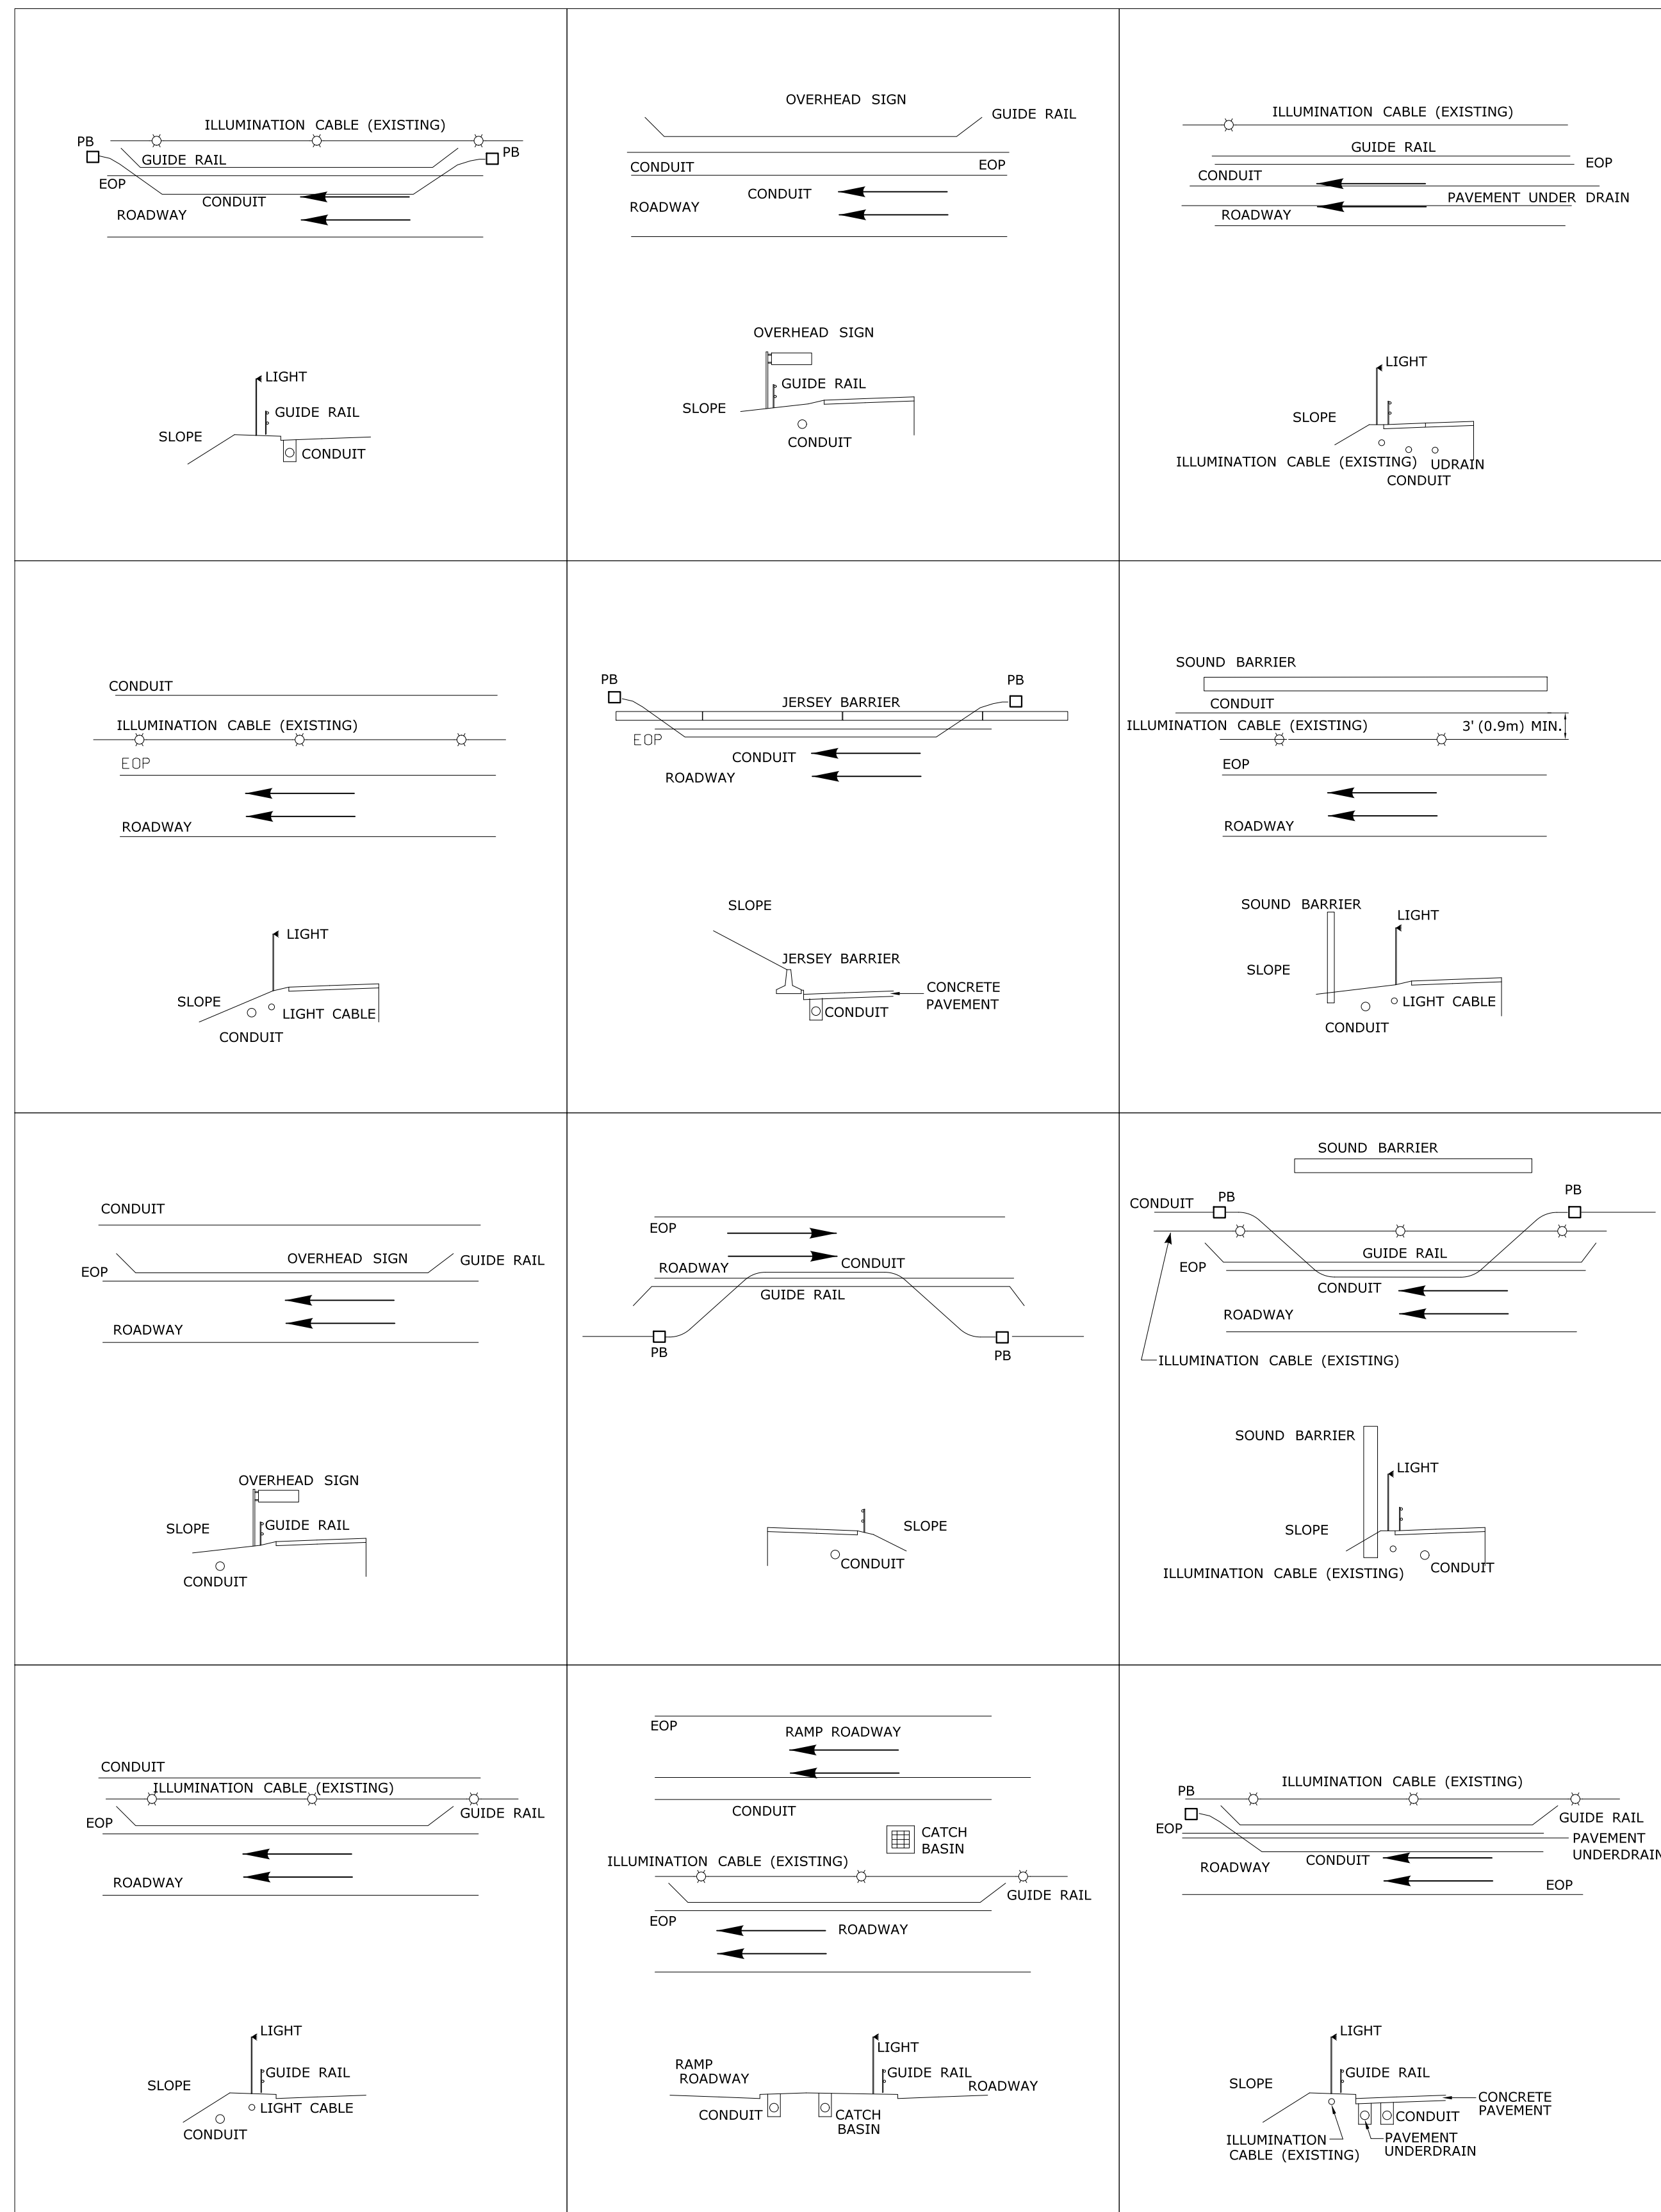 ILLUMINATION CABLE (EXISTING)
PB
PB
GUIDE RAIL
EOP
CONDUIT
ROADWAY
LIGHT
GUIDE RAIL
SLOPE
CONDUIT
OVERHEAD SIGN
GUIDE RAIL
CONDUIT
EOP
CONDUIT
ROADWAY
OVERHEAD SIGN
GUIDE RAIL
SLOPE
CONDUIT
ILLUMINATION CABLE (EXISTING)
GUIDE RAIL
EOP
CONDUIT
PAVEMENT UNDER DRAIN
ROADWAY
LIGHT
SLOPE
ILLUMINATION CABLE (EXISTING)
UDRAIN
CONDUIT
CONDUIT
ILLUMINATION CABLE (EXISTING)
EOP
ROADWAY
LIGHT
SLOPE
LIGHT CABLE
CONDUIT
PB
PB
JERSEY BARRIER
EOP
CONDUIT
ROADWAY
SLOPE
JERSEY BARRIER
CONCRETE
PAVEMENT
CONDUIT
SOUND BARRIER
CONDUIT
ILLUMINATION CABLE (EXISTING)
3' (0.9m) MIN.
EOP
ROADWAY
SOUND BARRIER
LIGHT
SLOPE
LIGHT CABLE
CONDUIT
CONDUIT
OVERHEAD SIGN
GUIDE RAIL
EOP
ROADWAY
OVERHEAD SIGN
SLOPE
GUIDE RAIL
CONDUIT
EOP
CONDUIT
ROADWAY
GUIDE RAIL
PB
PB
SLOPE
CONDUIT
SOUND BARRIER
CONDUIT
PB
PB
GUIDE RAIL
EOP
CONDUIT
ROADWAY
ILLUMINATION CABLE (EXISTING)
SOUND BARRIER
LIGHT
SLOPE
ILLUMINATION CABLE (EXISTING)
CONDUIT
CONDUIT
ILLUMINATION CABLE (EXISTING)
GUIDE RAIL
EOP
ROADWAY
LIGHT
GUIDE RAIL
SLOPE
LIGHT CABLE
CONDUIT
EOP
RAMP ROADWAY
CONDUIT
CATCH
BASIN
ILLUMINATION CABLE (EXISTING)
GUIDE RAIL
EOP
ROADWAY
LIGHT
RAMP
ROADWAY
GUIDE RAIL
ROADWAY
CONDUIT
CATCH
BASIN
ILLUMINATION CABLE (EXISTING)
PB
GUIDE RAIL
EOP
PAVEMENT
UNDERDRAIN
CONDUIT
ROADWAY
EOP
LIGHT
GUIDE RAIL
SLOPE
CONCRETE
PAVEMENT
CONDUIT
ILLUMINATION
CABLE (EXISTING)
PAVEMENT
UNDERDRAIN